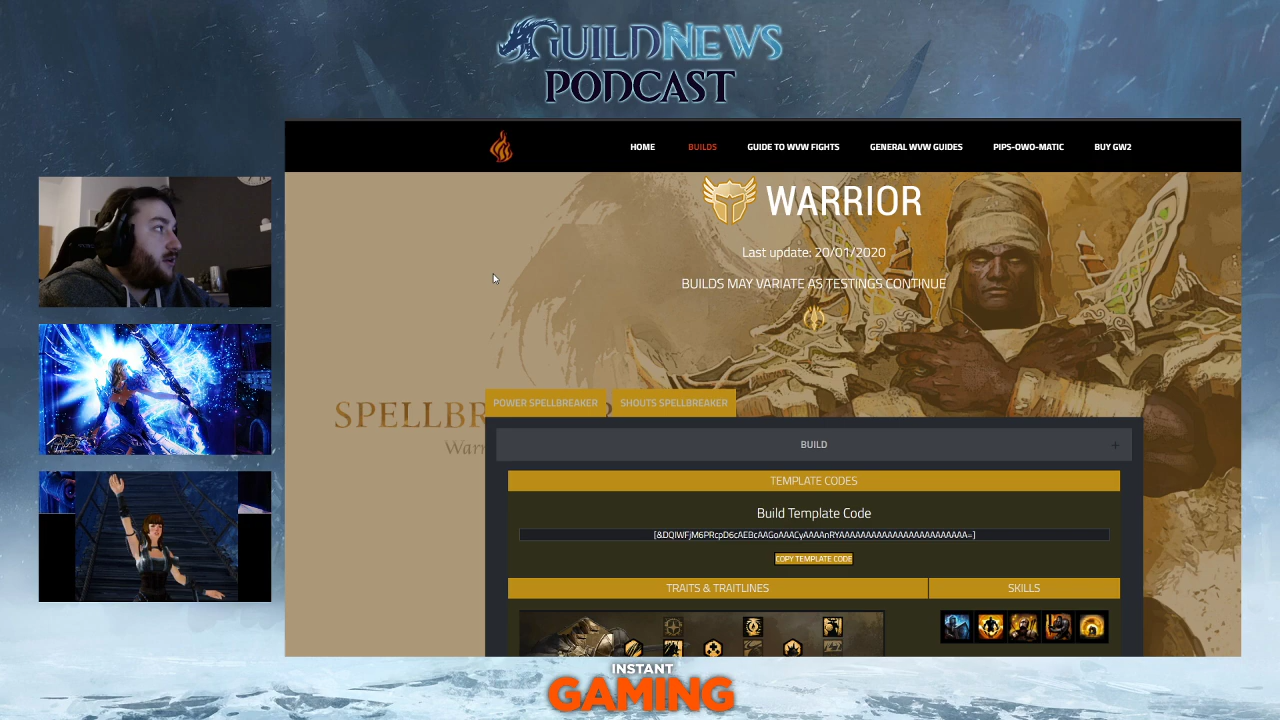 GUILDNEWS
PODCAST
HOME
BUILDS
GUIDE TO WVW FIGHTS
GENERAL WVW GUIDES
PIPS-OWO-MATIC
BUY GW2
WARRIOR
Last update: 20/01/2020
BUILDS MAY VARIATE AS TESTINGS CONTINUE
SPELLBR
Warr
POWER SPELLBREAKER
SHOUTS SPELLBREAKER
BUILD
+
TEMPLATE CODES
Build Template Code
COPY TEMPLATE CODE
TRAITS & TRAITLINES
SKILLS
INSTANT
GAMING